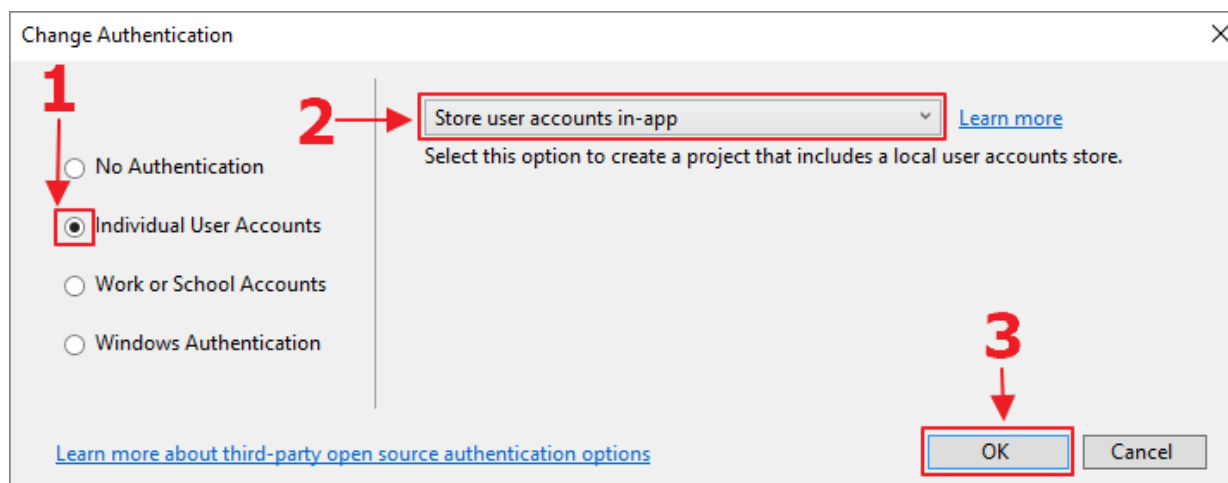 Change Authentication
1
2
Store user accounts in-app
Learn more
Select this option to create a project that includes a local user accounts store.
No Authentication
Individual User Accounts
Work or School Accounts
Windows Authentication
3
Learn more about third-party open source authentication options
OK
Cancel